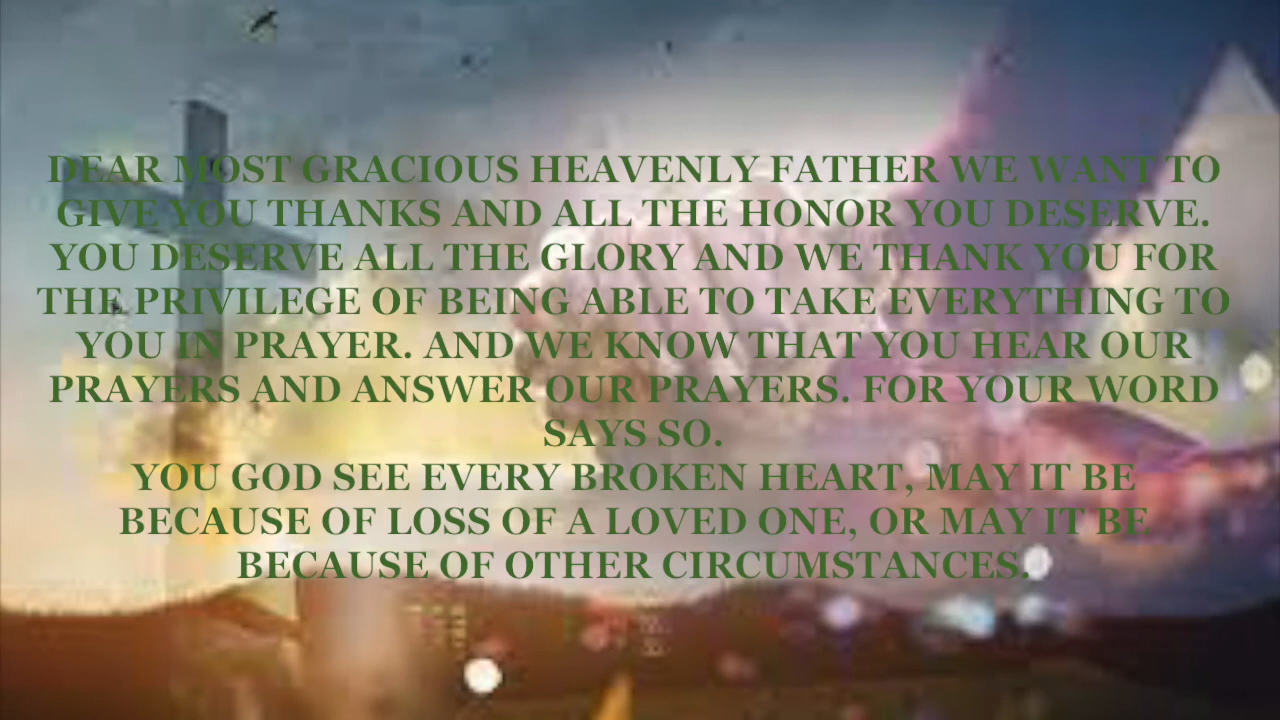 DEAR MOST GRACIOUS HEAVENLY FATHER WE WANT TO
GIVE YOU THANKS AND ALL THE HONOR YOU DESERVE.
YOU DESERVE ALL THE GLORY AND WE THANK YOU FOR
THE PRIVILEGE OF BEING ABLE TO TAKE EVERYTHING TO
YOU IN PRAYER. AND WE KNOW THAT YOU HEAR OUR
PRAYERS AND ANSWER OUR PRAYERS. FOR YOUR WORD
SAYS SO.
YOU GOD SEE EVERY BROKEN HEART, MAY IT BE
BECAUSE OF LOSS OF A LOVED ONE, OR MAY IT BE
BECAUSE OF OTHER CIRCUMSTANCES.